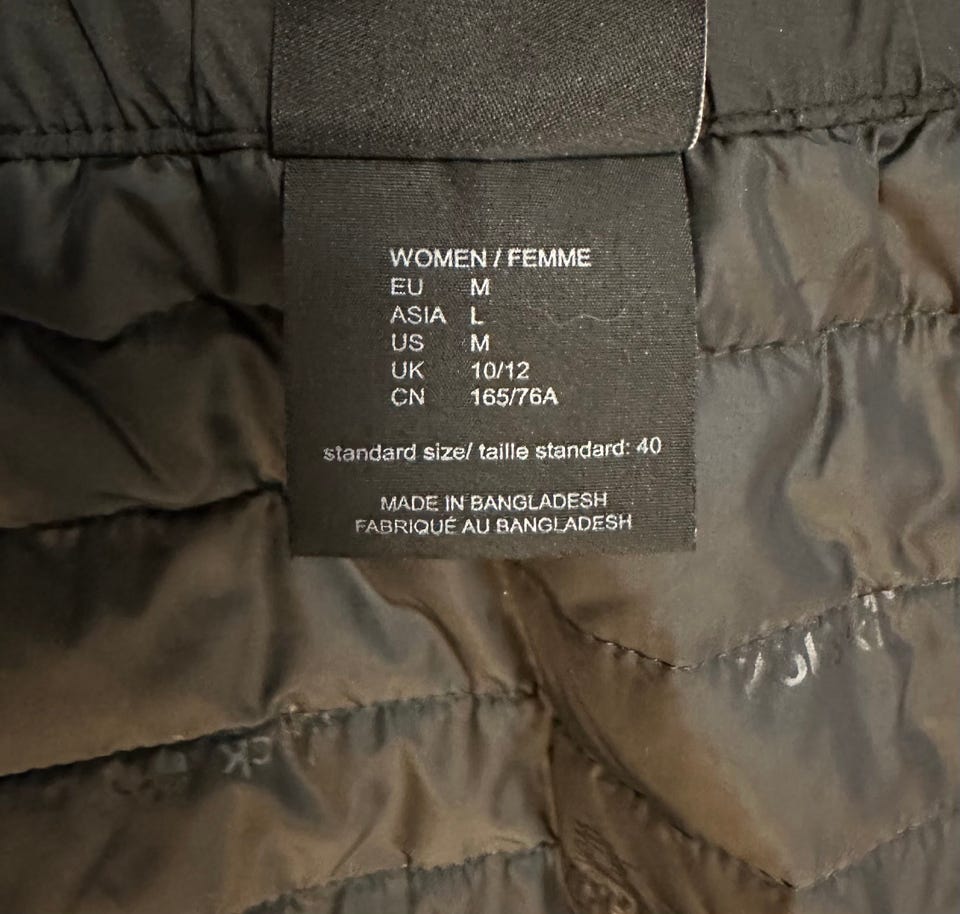 WOMEN / FEMME
EU M
ASIA L
US M
UK 10/12
CN 165/76A
standard size/ taille standard: 40
MADE IN BANGLADESH
FABRIQUÉ AU BANGLADESH